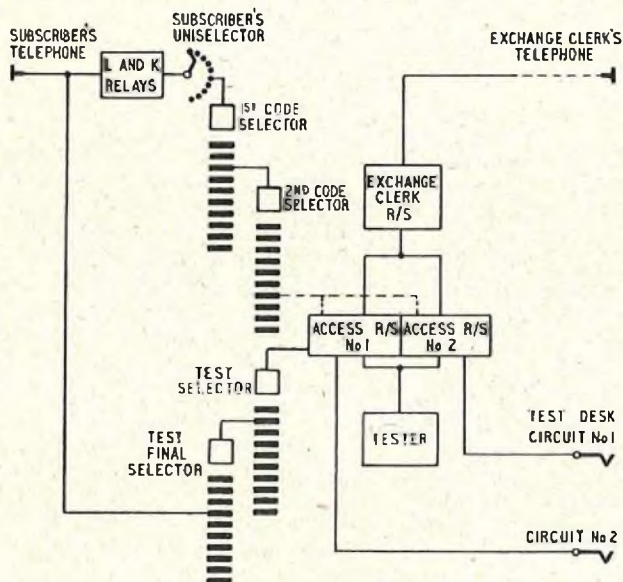 SUBSCRIBER'S
TELEPHONE
L AND K
RELAYS
SUBSCRIBER'S
UNISELECTOR
1ST CODE
SELECTOR
2ND CODE
SELECTOR
EXCHANGE CLERK'S
TELEPHONE
EXCHANGE
CLERK
R/S
ACCESS R/S
No 1
ACCESS R/S
No 2
TEST
SELECTOR
TEST
FINAL
SELECTOR
TESTER
TEST DESK
CIRCUIT No 1
CIRCUIT No 2